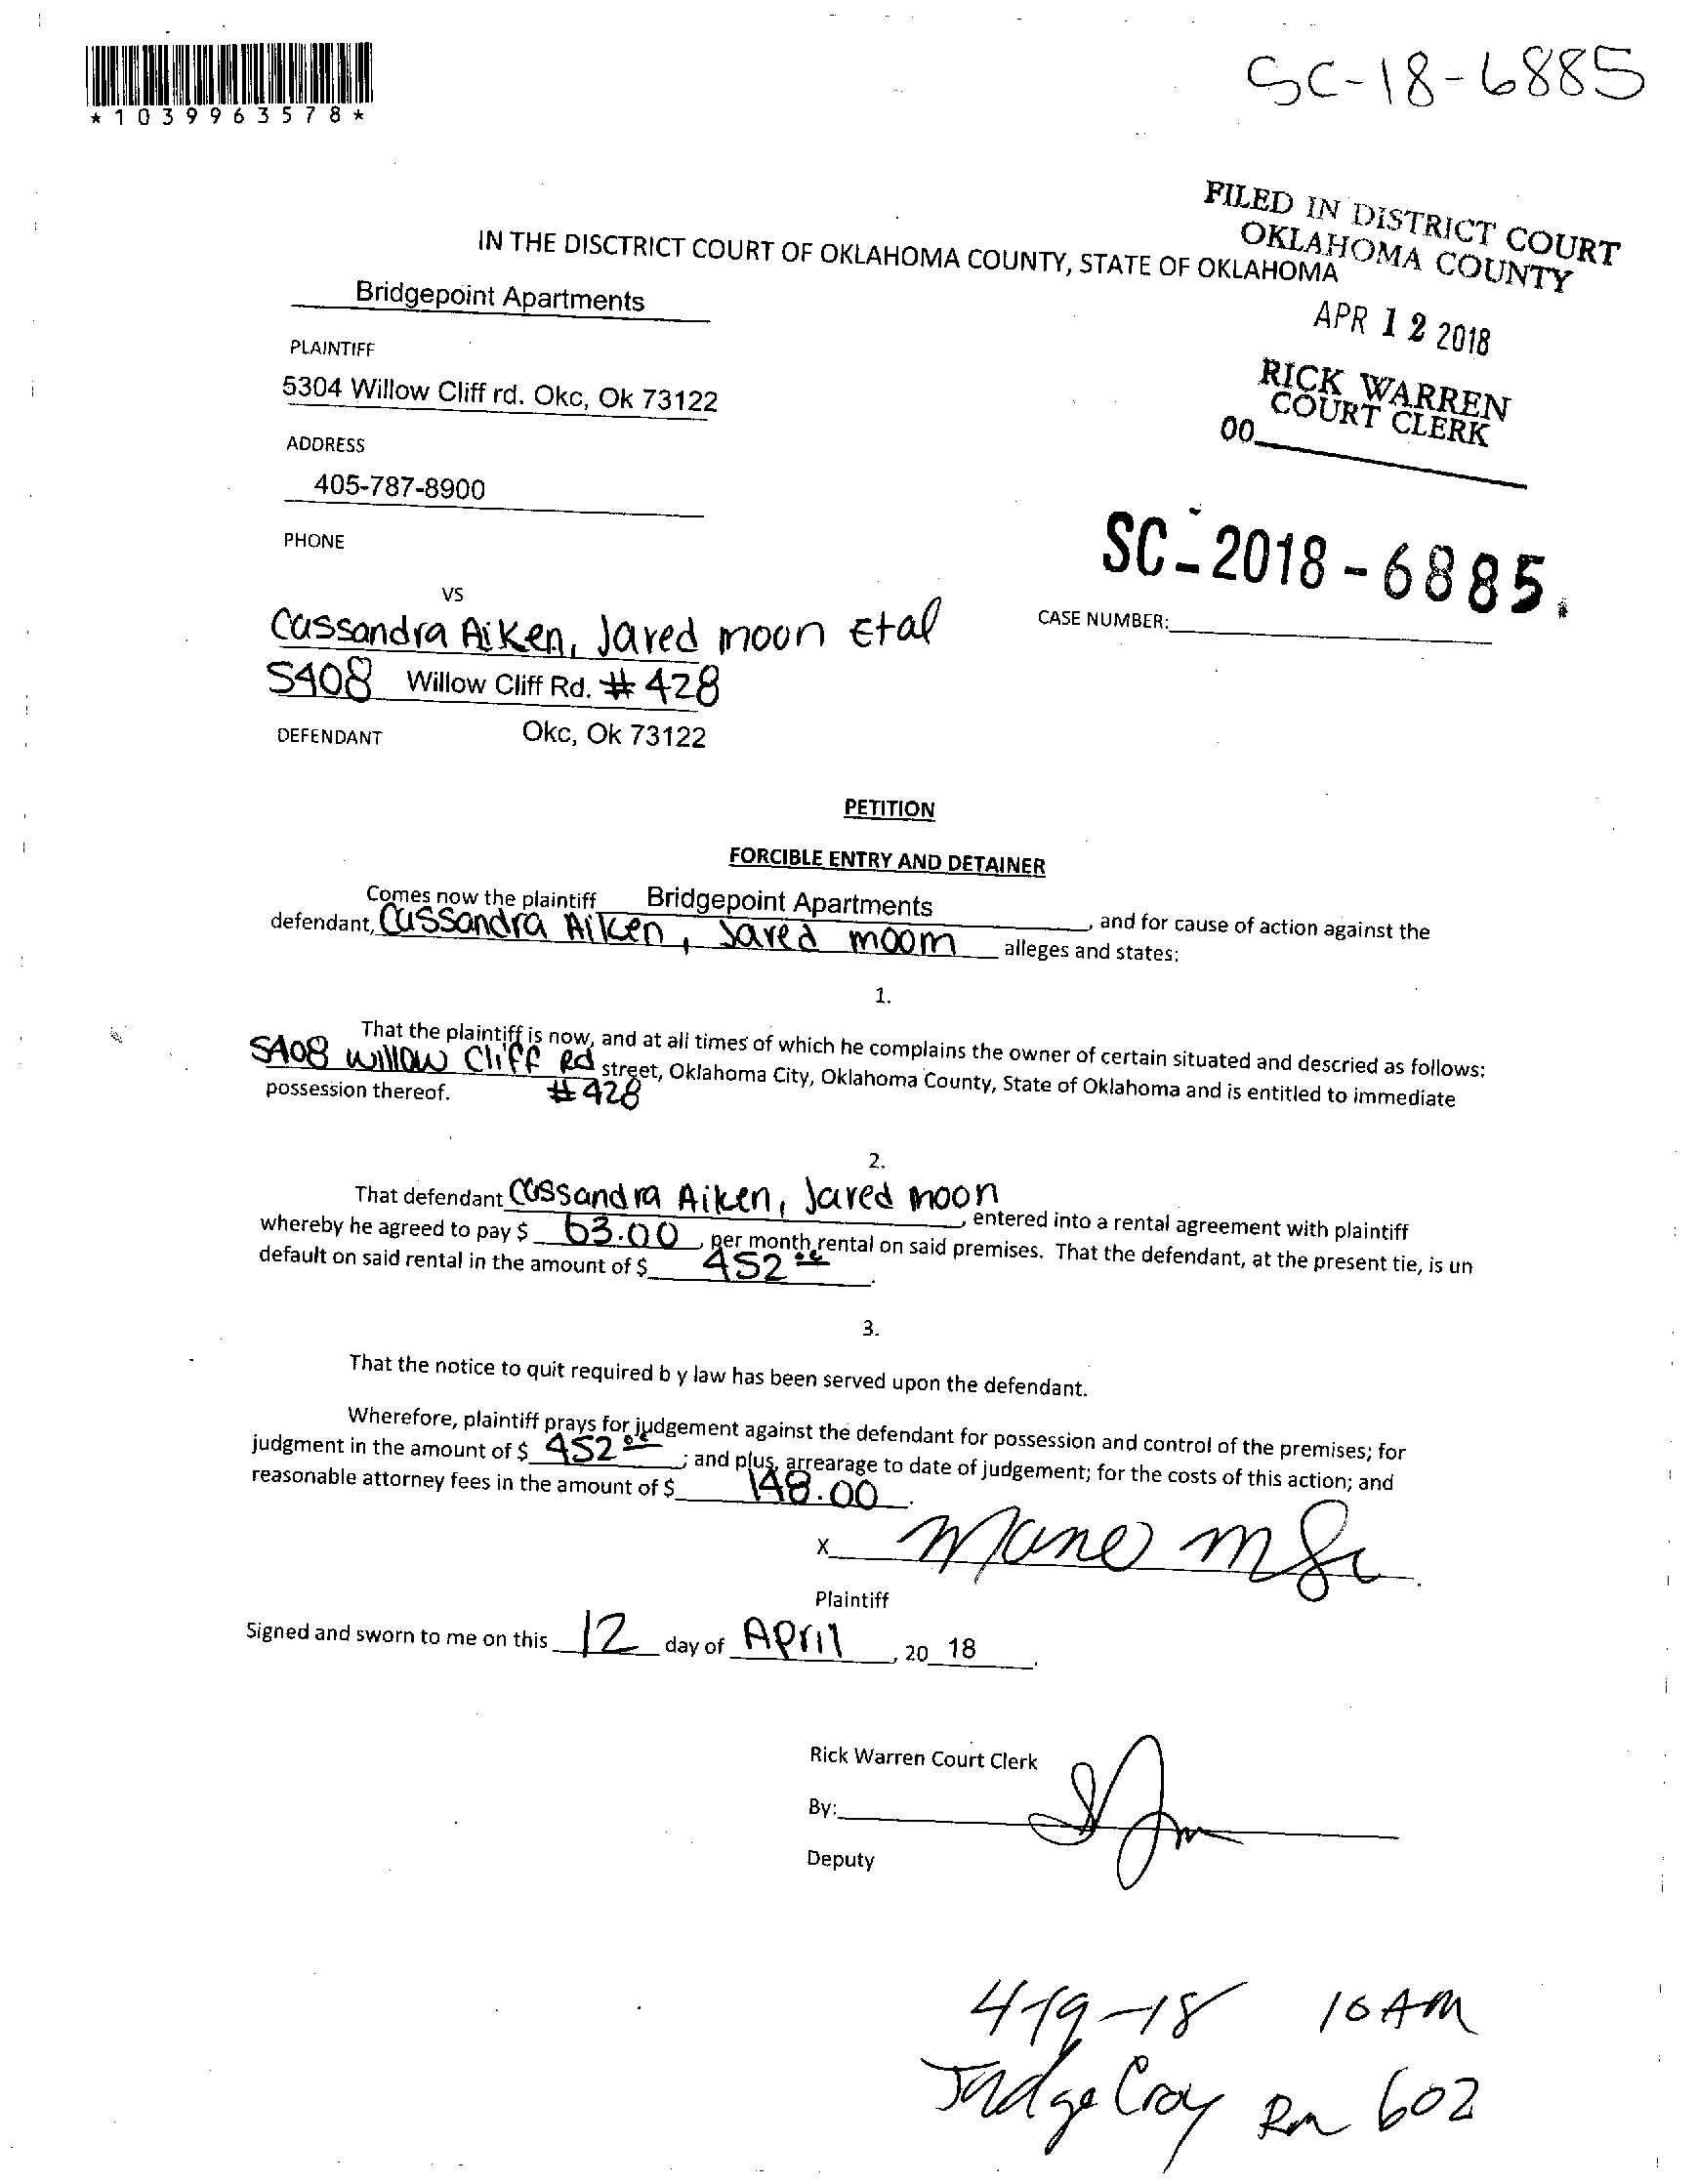 SC-18-6885
*1039963578*
FILED IN DISTRICT COURT
OKLAHOMA COUNTY
IN THE DISCTRICT COURT OF OKLAHOMA COUNTY, STATE OF OKLAHOMA
APR 12 2018
RICK WARREN
COURT CLERK
00
Bridgepoint Apartments
PLAINTIFF
5304 Willow Cliff rd. Okc, Ok 73122
ADDRESS
405-787-8900
PHONE
SC-2018-6885
VS
CASE NUMBER:
Cassandra Aiken, Jared moon Etal
5408 Willow Cliff Rd. # 428
DEFENDANT Okc, Ok 73122
PETITION
FORCIBLE ENTRY AND DETAINER
Comes now the plaintiff Bridgepoint Apartments, and for cause of action against the
defendant, Cassandra Aiken, Jared moom alleges and states:
1.
That the plaintiff is now, and at all times of which he complains the owner of certain situated and descried as follows:
5408 Willow Cliff Rd street, Oklahoma City, Oklahoma County, State of Oklahoma and is entitled to immediate
possession thereof. #428
2.
That defendant Cassandra Aiken, Jared moon, entered into a rental agreement with plaintiff
whereby he agreed to pay $ 63.00, per month rental on said premises. That the defendant, at the present tie, is un
default on said rental in the amount of $ 452 00.
3.
That the notice to quit required b y law has been served upon the defendant.
Wherefore, plaintiff prays for judgement against the defendant for possession and control of the premises; for
judgment in the amount of $ 452 00; and plus, arrearage to date of judgement; for the costs of this action; and
reasonable attorney fees in the amount of $ 148.00.
X
Plaintiff
Signed and sworn to me on this 12 day of April, 20 18.
Rick Warren Court Clerk
By:
Deputy
4-19-18 10 AM
Judge Croy Rm 602